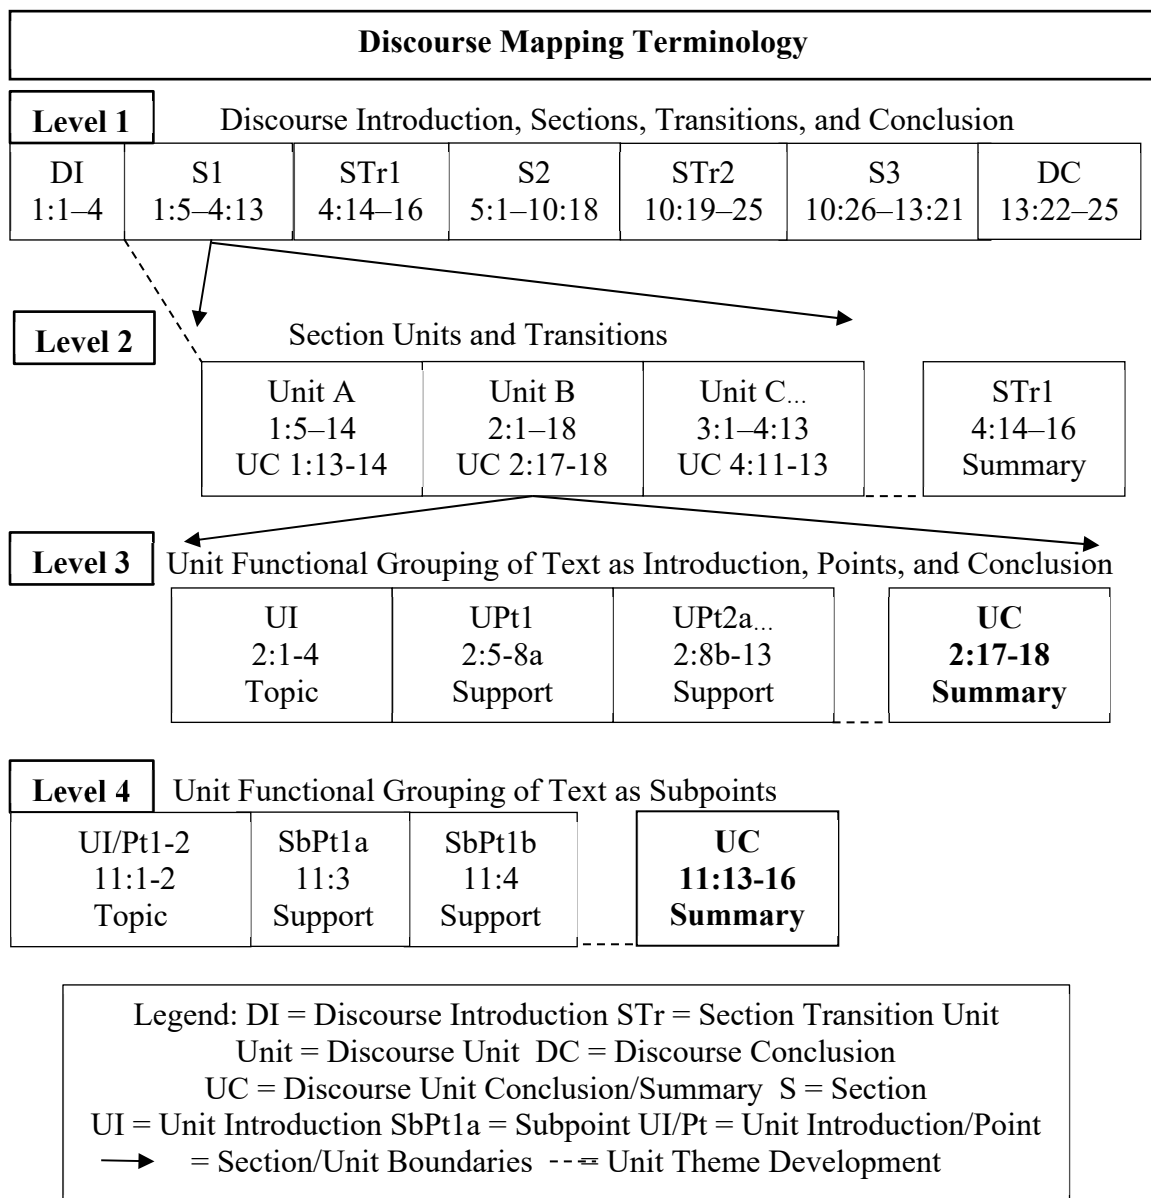 Discourse Mapping Terminology
Level 1 Discourse Introduction, Sections, Transitions, and Conclusion
DI S1 STr1 S2 STr2 S3 DC
1:1–4 1:5–4:13 4:14–16 5:1–10:18 10:19–25 10:26–13:21 13:22–25
Level 2 Section Units and Transitions
Unit A Unit B Unit C... STr1
1:5–14 2:1–18 3:1–4:13 4:14–16
UC 1:13-14 UC 2:17-18 UC 4:11-13 Summary
Level 3 Unit Functional Grouping of Text as Introduction, Points, and Conclusion
UI UPt1 UPt2a... UC
2:1-4 2:5-8a 2:8b-13 2:17-18
Topic Support Support Summary
Level 4 Unit Functional Grouping of Text as Subpoints
UI/Pt1-2 SbPt1a SbPt1b UC
11:1-2 11:3 11:4 11:13-16
Topic Support Support Summary
Legend: DI = Discourse Introduction STr = Section Transition Unit
Unit = Discourse Unit DC = Discourse Conclusion
UC = Discourse Unit Conclusion/Summary S = Section
UI = Unit Introduction SbPt1a = Subpoint UI/Pt = Unit Introduction/Point
= Section/Unit Boundaries = Unit Theme Development